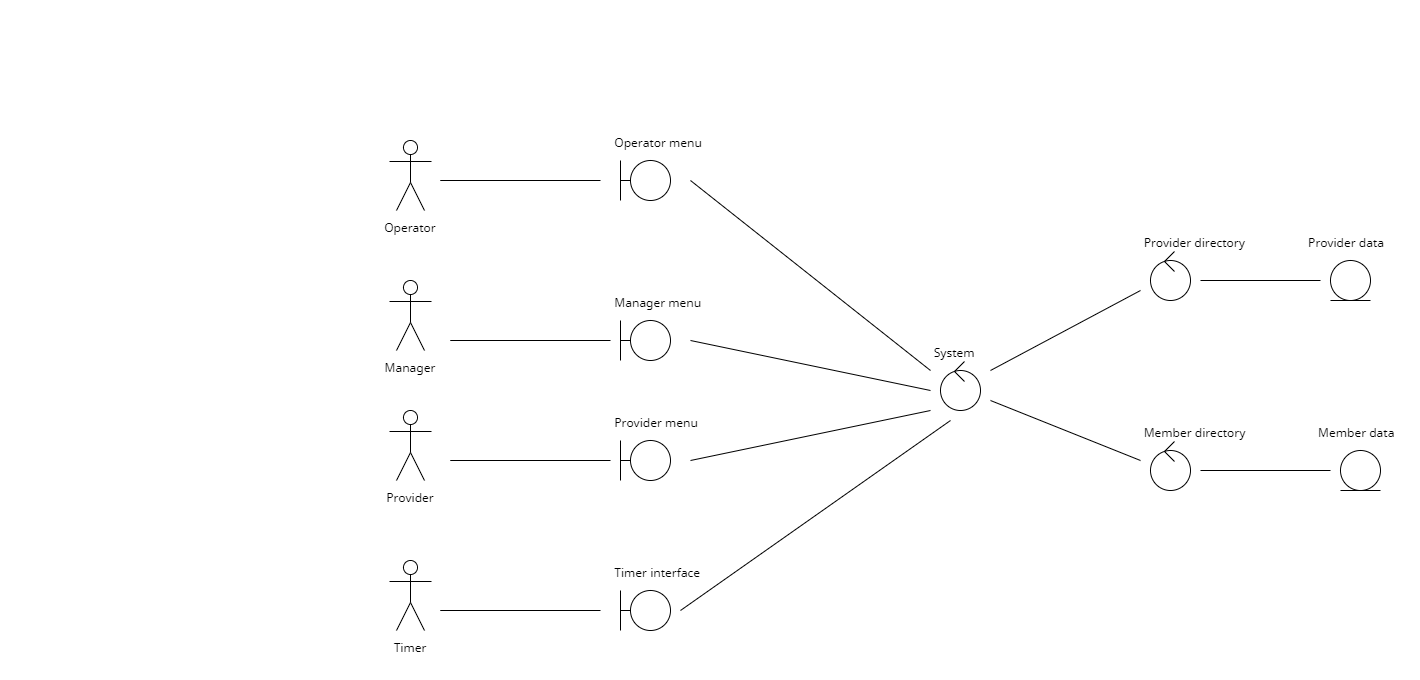 Operator menu
Operator
Provider directory
Provider data
Manager menu
System
Manager
Provider menu
Member directory
Member data
Provider
Timer interface
Timer